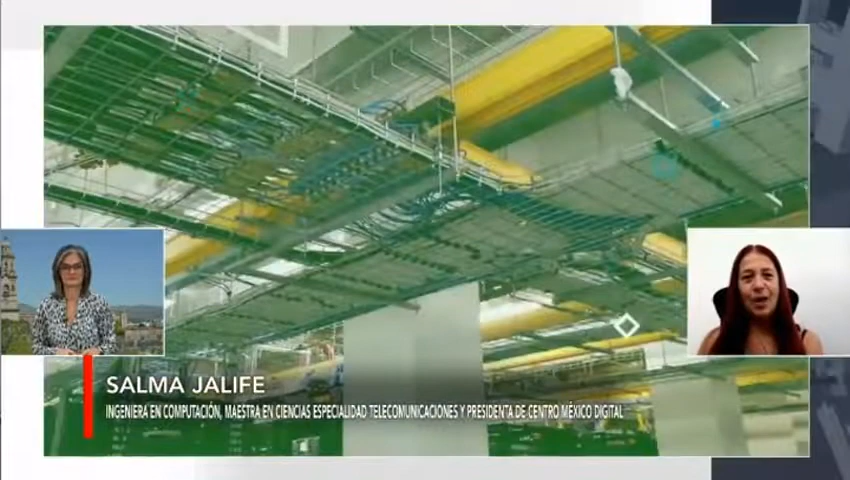 SALMA JALIFE
INGENIERA EN COMPUTACIÓN, MAESTRA EN CIENCIAS ESPECIALIDAD TELECOMUNICACIONES Y PRESIDENTA DE CENTRO MÉXICO DIGITAL